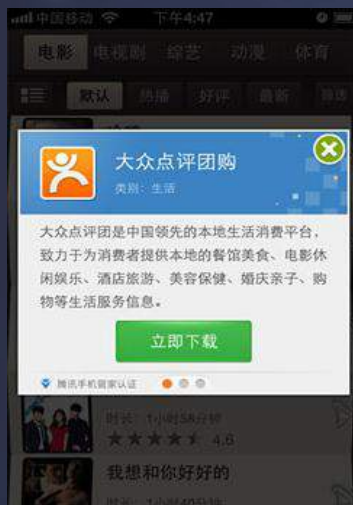 中国移动 下午4:47
电影 电视剧 综艺 动漫 体育
默认 热播 好评 最新 筛选
大众点评团购
类别：生活
大众点评团是中国领先的本地生活消费平台，
致力于为消费者提供本地的餐馆美食、电影休
闲娱乐、酒店旅游、美容保健、婚庆亲子、购
物等生活服务信息。
立即下载
腾讯手机管家认证
时长：1小时58分钟
4.6
我想和你好好的
时长：1小时40分钟